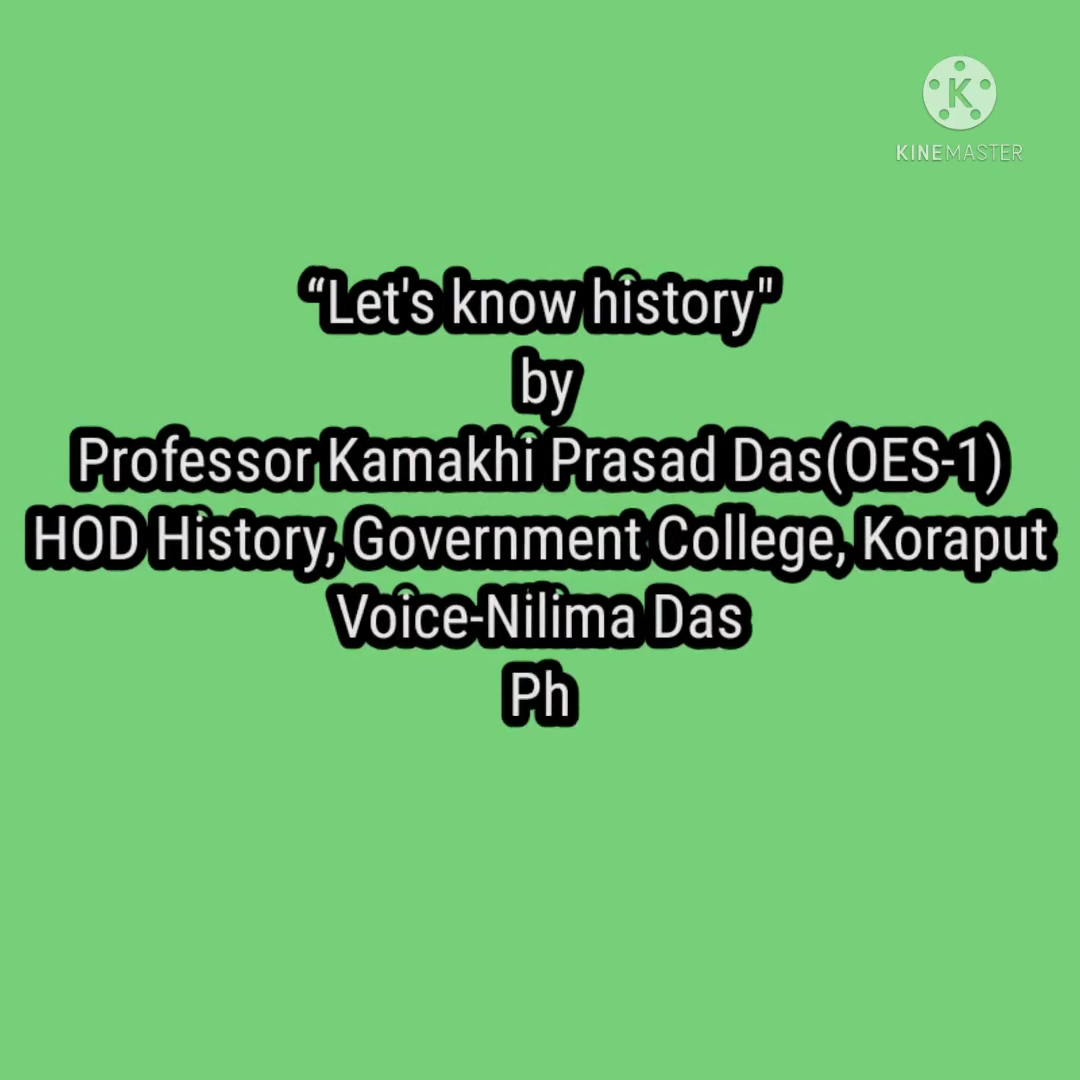 K
KINEMASTER
“Let's know history"
by
Professor Kamakhi Prasad Das(OES-1)
HOD History, Government College, Koraput
Voice-Nilima Das
Ph